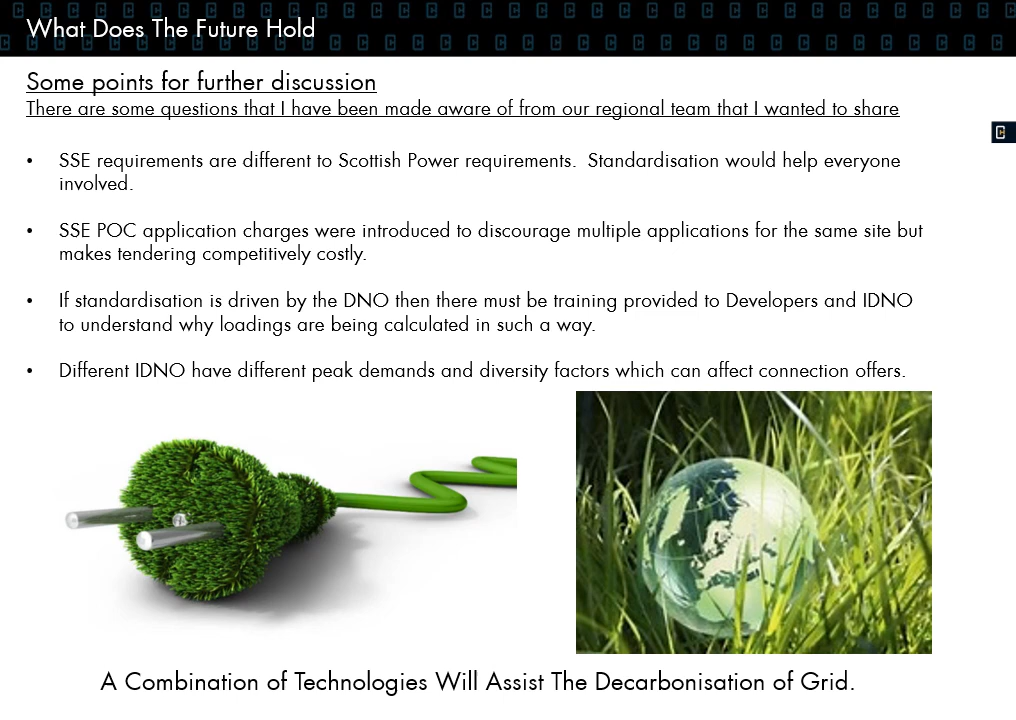 What Does The Future Hold
Some points for further discussion
There are some questions that I have been made aware of from our regional team that I wanted to share
• SSE requirements are different to Scottish Power requirements.  Standardisation would help everyone
involved.
• SSE POC application charges were introduced to discourage multiple applications for the same site but
makes tendering competitively costly.
• If standardisation is driven by the DNO then there must be training provided to Developers and IDNO
to understand why loadings are being calculated in such a way.
• Different IDNO have different peak demands and diversity factors which can affect connection offers.
A Combination of Technologies Will Assist The Decarbonisation of Grid.